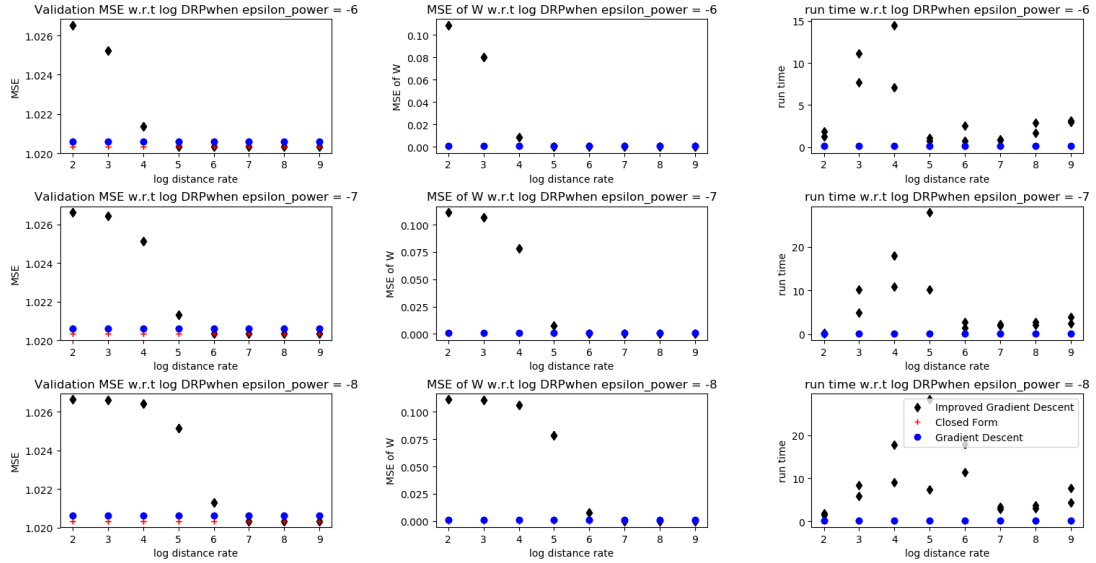 Validation MSE w.r.t log DRPwhen epsilon_power = -6
MSE of W w.r.t log DRPwhen epsilon_power = -6
run time w.r.t log DRPwhen epsilon_power = -6
MSE
1.026
1.024
1.022
1.020
2 3 4 5 6 7 8 9
log distance rate
MSE of W
0.10
0.08
0.06
0.04
0.02
0.00
2 3 4 5 6 7 8 9
log distance rate
run time
15
10
5
0
2 3 4 5 6 7 8 9
log distance rate
Validation MSE w.r.t log DRPwhen epsilon_power = -7
MSE of W w.r.t log DRPwhen epsilon_power = -7
run time w.r.t log DRPwhen epsilon_power = -7
MSE
1.026
1.024
1.022
1.020
2 3 4 5 6 7 8 9
log distance rate
MSE of W
0.100
0.075
0.050
0.025
0.000
2 3 4 5 6 7 8 9
log distance rate
run time
20
10
0
2 3 4 5 6 7 8 9
log distance rate
Validation MSE w.r.t log DRPwhen epsilon_power = -8
MSE of W w.r.t log DRPwhen epsilon_power = -8
run time w.r.t log DRPwhen epsilon_power = -8
MSE
1.026
1.024
1.022
1.020
2 3 4 5 6 7 8 9
log distance rate
MSE of W
0.100
0.075
0.050
0.025
0.000
2 3 4 5 6 7 8 9
log distance rate
run time
20
10
0
Improved Gradient Descent
Closed Form
Gradient Descent
2 3 4 5 6 7 8 9
log distance rate